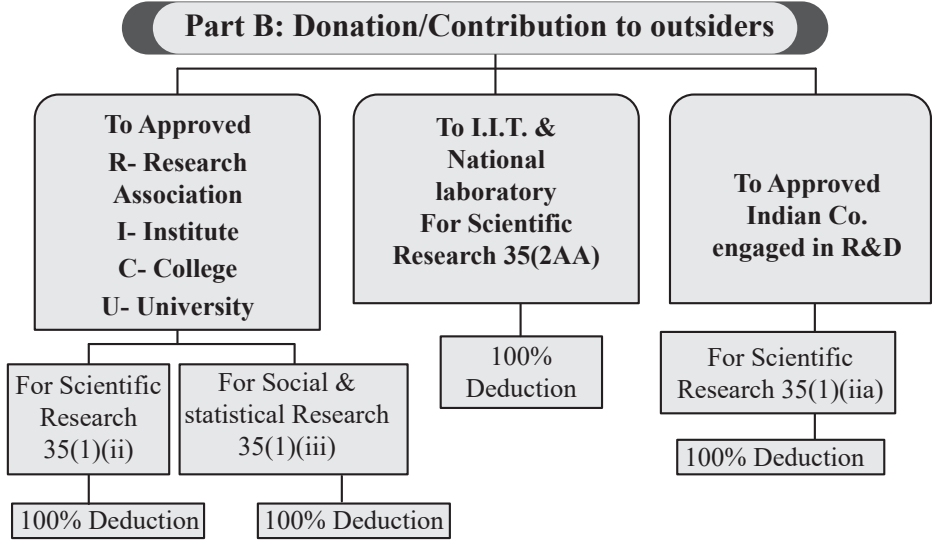 Part B: Donation/Contribution to outsiders
To Approved
R- Research
Association
I- Institute
C- College
U- University
For Scientific
Research
35(1)(ii)
100% Deduction
For Social &
statistical Research
35(1)(iii)
100% Deduction
To I.I.T. &
National
laboratory
For Scientific
Research 35(2AA)
100%
Deduction
To Approved
Indian Co.
engaged in R&D
For Scientific
Research 35(1)(iia)
100% Deduction